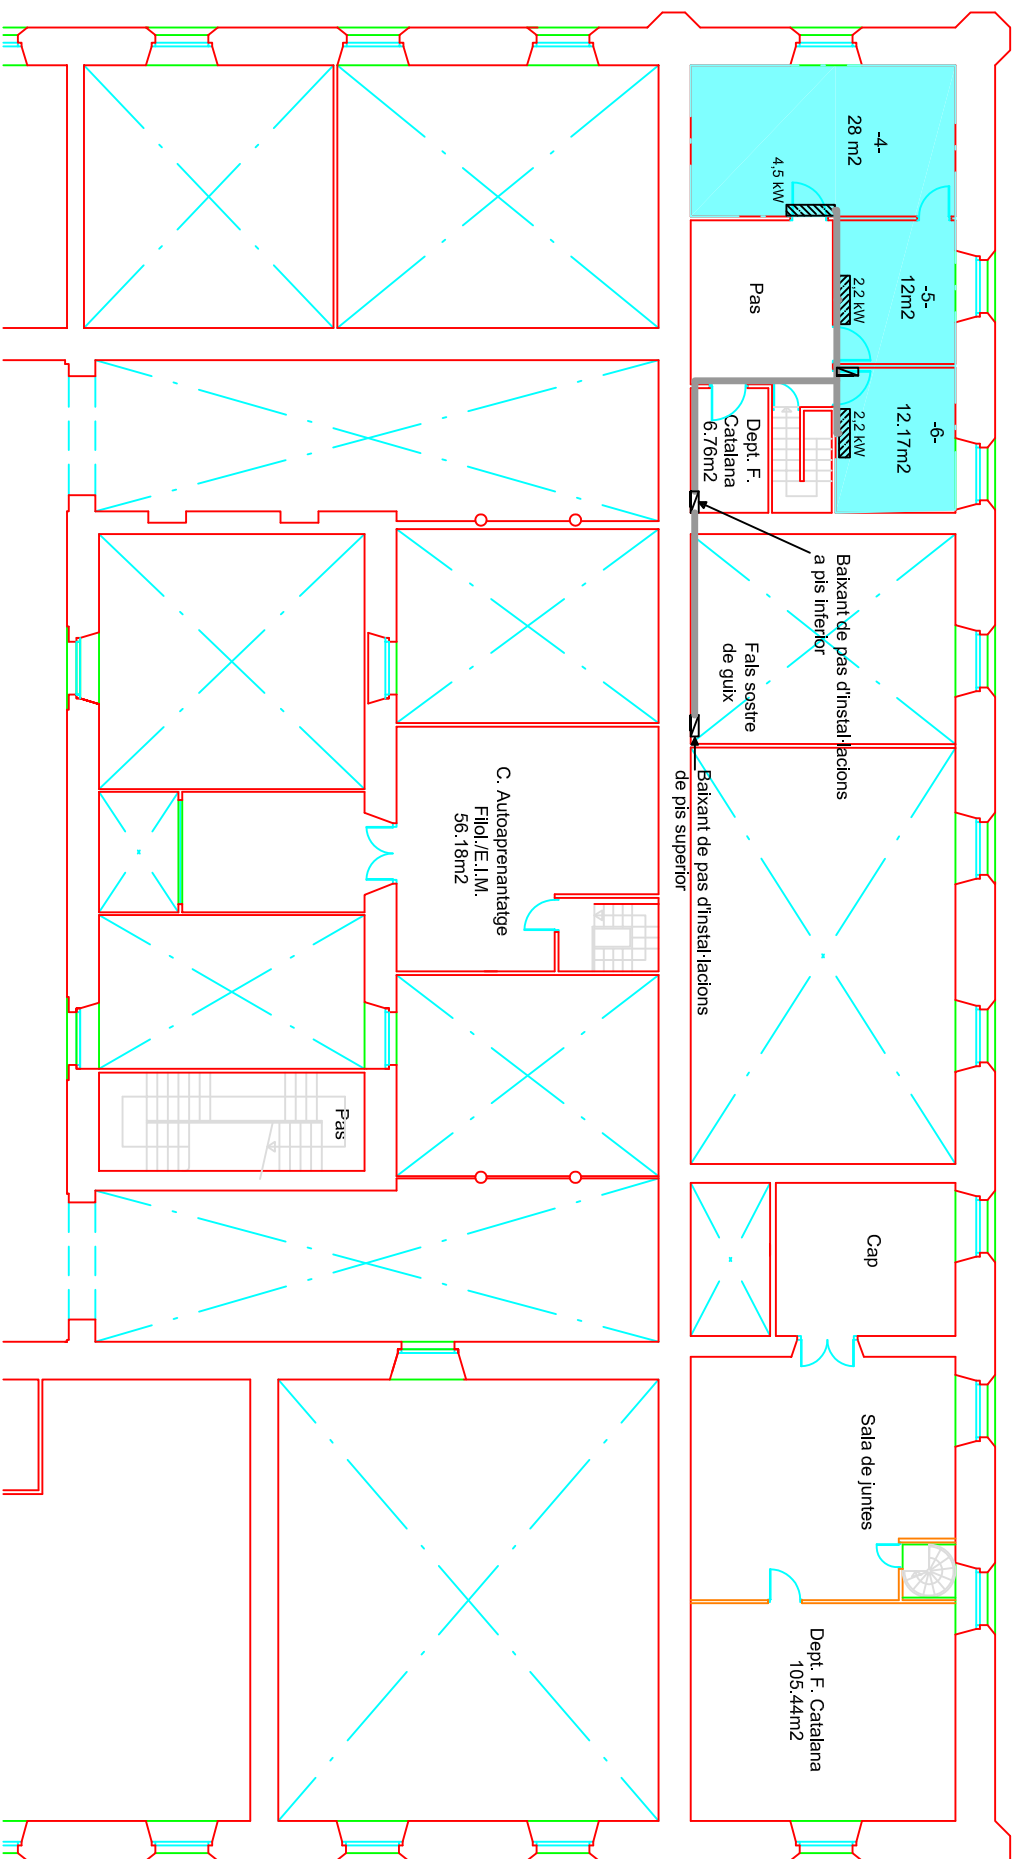 -4-
28 m2
4,5 kW
-5-
12m2
2,2 kW
Pas
-6-
12.17m2
2,2 kW
Dept. F.
Catalana
6.76m2
Baixant de pas d'instal·lacions
a pis inferior
Fals sostre
de guix
Baixant de pas d'instal·lacions
de pis superior
C. Autoaprenantatge
Filol./E.I.M.
56.18m2
Pas
Cap
Sala de juntes
Dept. F. Catalana
105.44m2